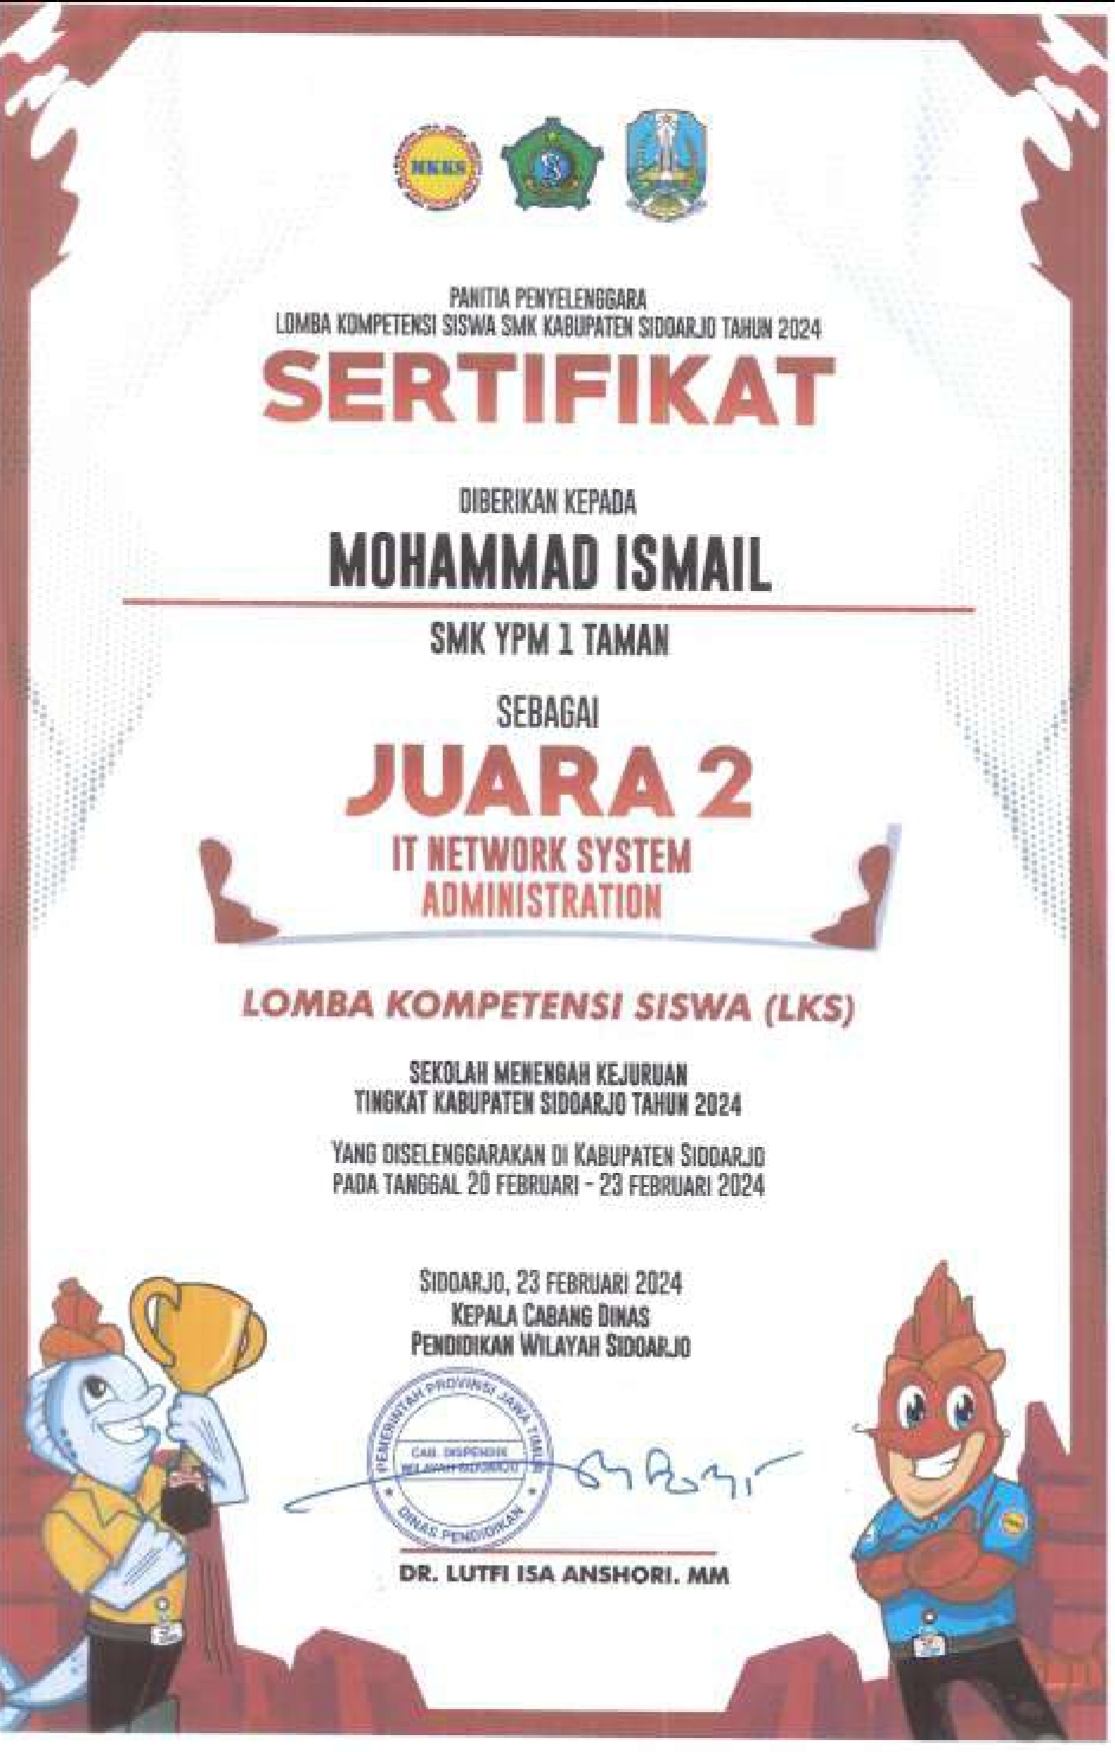 MKKS
PANITIA PENYELENGGARA
LOMBA KOMPETENSI SISWA SMK KABUPATEN SIDOARJO TAHUN 2024
SERTIFIKAT
DIBERIKAN KEPADA
MOHAMMAD ISMAIL
SMK YPM 1 TAMAN
SEBAGAI
JUARA 2
IT NETWORK SYSTEM
ADMINISTRATION
LOMBA KOMPETENSI SISWA (LKS)
SEKOLAH MENENGAH KEJURUAN
TINGKAT KABUPATEN SIDOARJO TAHUN 2024
YANG DISELENGGARAKAN DI KABUPATEN SIDOARJO
PADA TANGGAL 20 FEBRUARI - 23 FEBRUARI 2024
SIDOARJO, 23 FEBRUARI 2024
KEPALA CABANG DINAS
PENDIDIKAN WILAYAH SIDOARJO
PEMERINTAH PROVINSI JAWA TIMUR
CAB. DISPENDIK
WILAYAH SIDOARJO
DINAS PENDIDIKAN
DR. LUTFI ISA ANSHORI. MM